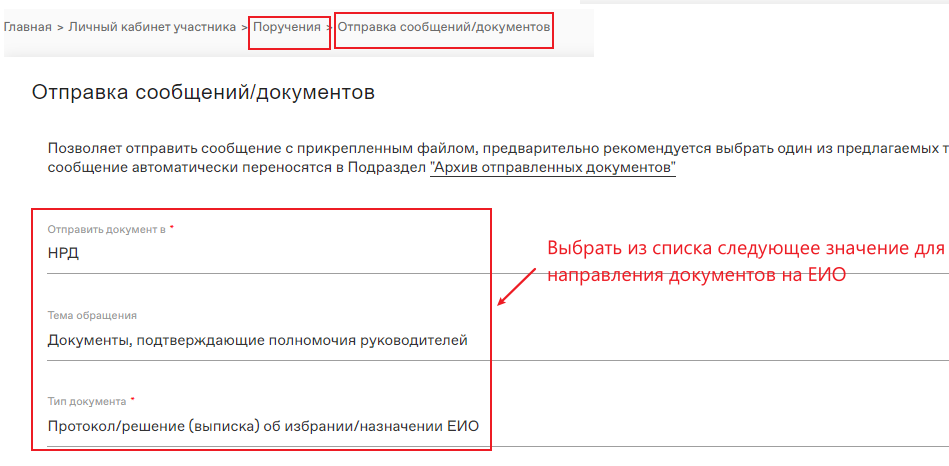 Главная > Личный кабинет участника > Поручения > Отправка сообщений/документов
Отправка сообщений/документов
Позволяет отправить сообщение с прикрепленным файлом, предварительно рекомендуется выбрать один из предлагаемых т
сообщение автоматически переносятся в Подраздел "Архив отправленных документов"
Отправить документ в *
НРД
Выбрать из списка следующее значение для
направления документов на ЕИО
Тема обращения
Документы, подтверждающие полномочия руководителей
Тип документа *
Протокол/решение (выписка) об избрании/назначении ЕИО